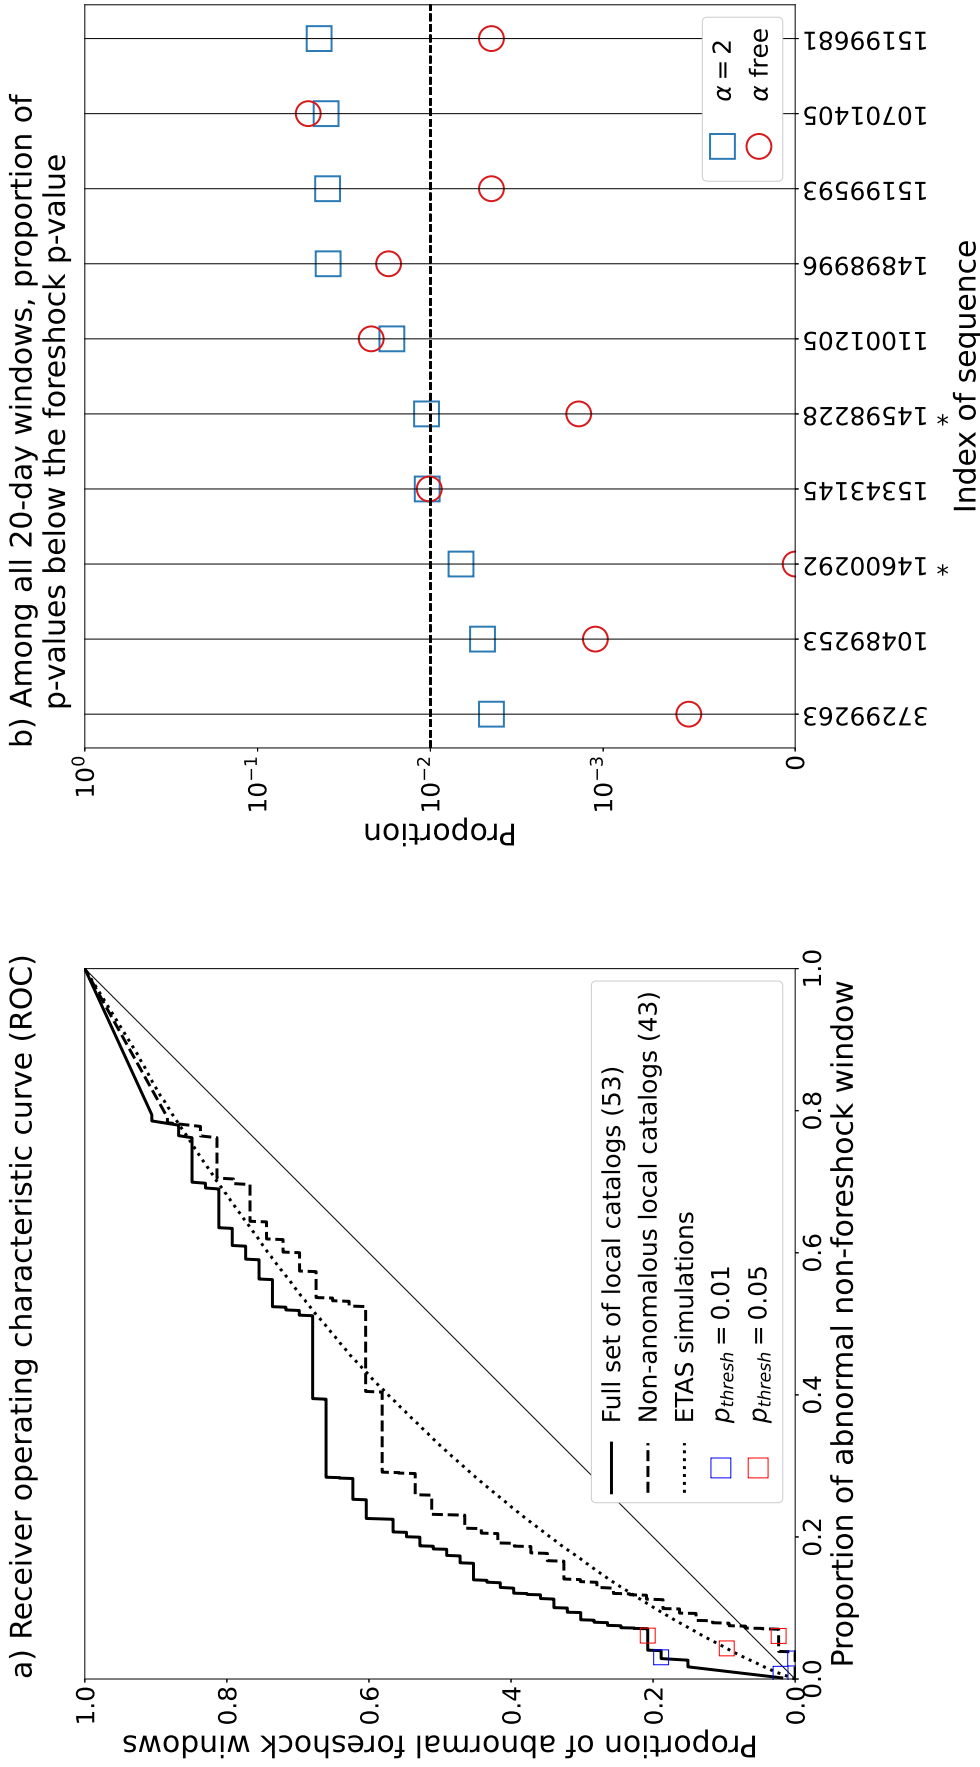 a) Receiver operating characteristic curve (ROC)
Proportion of abnormal foreshock windows
1.0
0.8
0.6
0.4
0.2
0.0
0.0
0.2
0.4
0.6
0.8
1.0
Proportion of abnormal non-foreshock window
Full set of local catalogs (53)
Non-anomalous local catalogs (43)
ETAS simulations
p_thresh = 0.01
p_thresh = 0.05
b) Among all 20-day windows, proportion of
p-values below the foreshock p-value
Proportion
10⁰
10⁻¹
10⁻²
10⁻³
0
37299263
10489253
14600292
*
15343145
14598228
*
11001205
14898996
15199593
10701405
15199681
Index of sequence
α = 2
α free